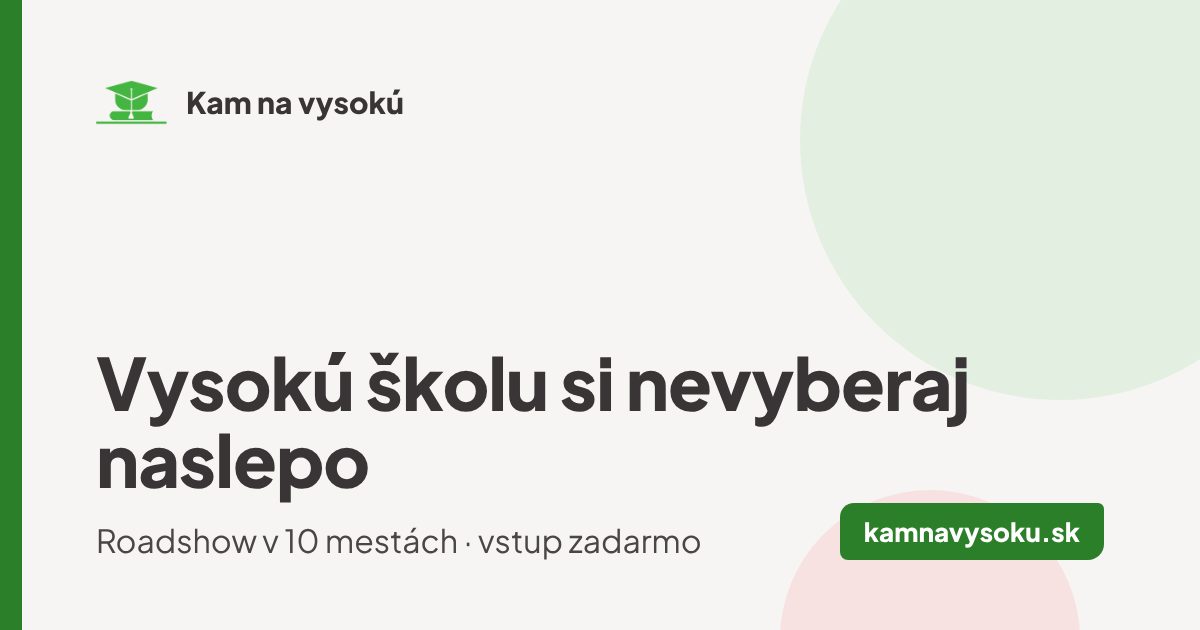 Kam na vysokú
Vysokú školu si nevyberaj
naslepo
Roadshow v 10 mestách · vstup zadarmo
kamnavysoku.sk